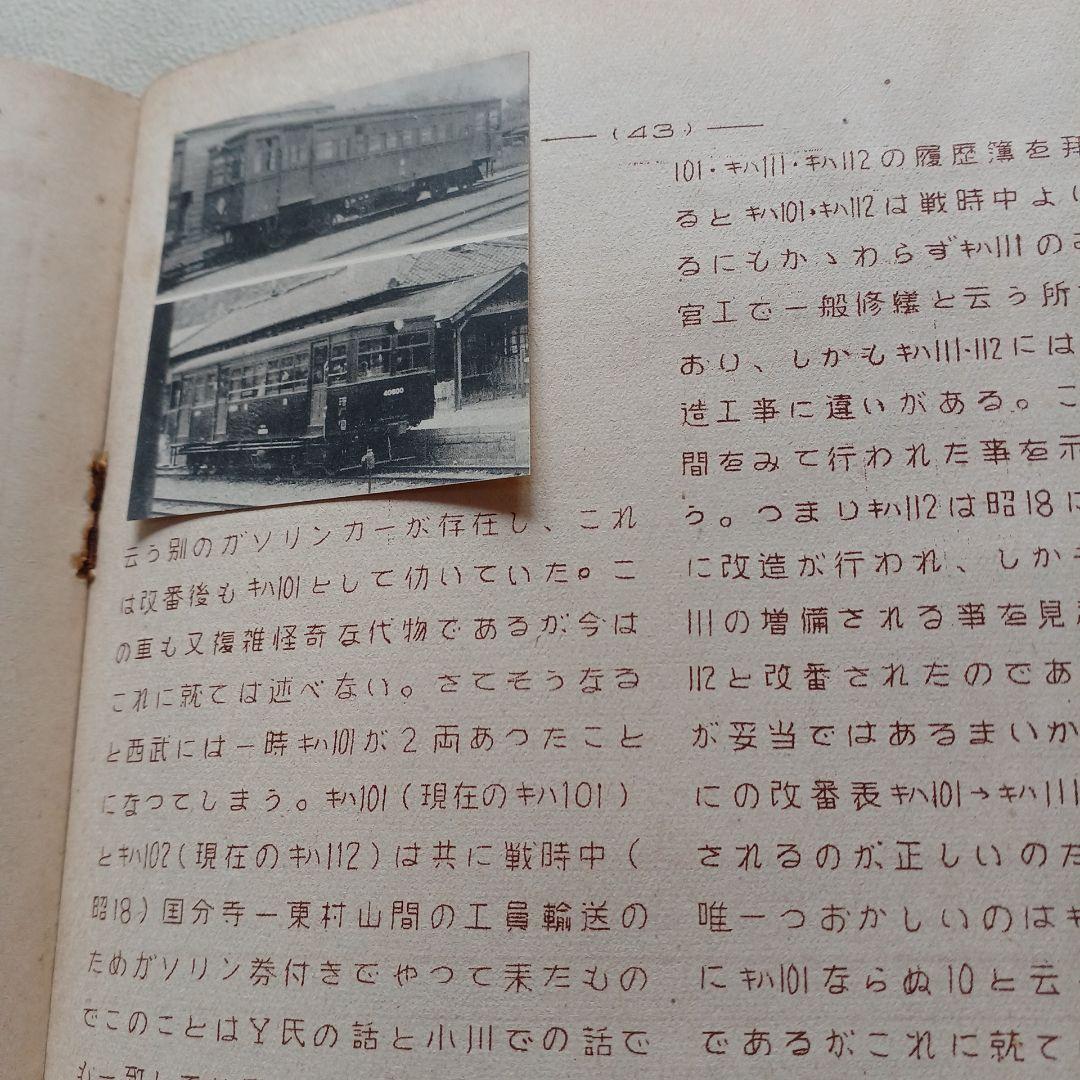 —(43)—
40800
云う別のガソリンカーが存在し、これ
は改番後もキハ101として仂いていた。こ
の車も又複雑怪奇な代物であるが今は
これに就ては述べない。さてそうなる
と西武には一時キハ101が2両あつたこと
になつてしまう。キハ101(現在のキハ101)
とキハ102(現在のキハ112)は共に戦時中(
昭18)国分寺ー東村山間の工員輸送の
ためガソリン券付きでやつて来たもの
でこのことはY氏の話と小川での話で
101・キハ111・キハ112の履歴簿を拝
るとキハ101・キハ112は戦時中よ
るにもかゝわらずキハ111の
宮工で一般修繕と云う所
おり、しかもキハ111・112には
造工事に違いがある。こ
間をみて行われた事を示
う。つまりキハ112は昭18に
に改造が行われ、しか
111の増備される事を見
112と改番されたのであ
が妥当ではあるまいか
にの改番表キハ101→キハ111
されるのが正しいのた
唯一つおかしいのはキ
にキハ101ならぬ10と云
であるがこれに就て